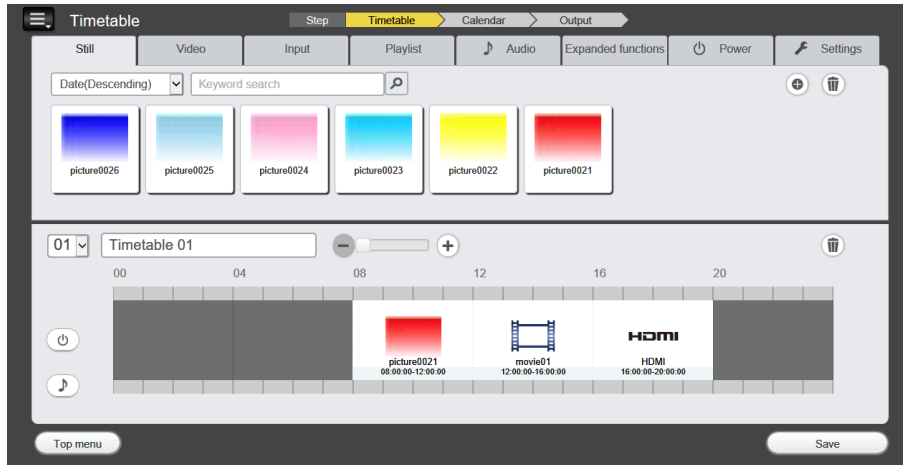 Timetable
Step Timetable Calendar Output
Still Video Input Playlist Audio Expanded functions Power Settings
Date(Descending) Keyword search
picture0026 picture0025 picture0024 picture0023 picture0022 picture0021
01 Timetable 01
00 04 08 12 16 20
HDMI
picture0021 movie01 HDMI
08:00:00-12:00:00 12:00:00-16:00:00 16:00:00-20:00:00
Top menu Save